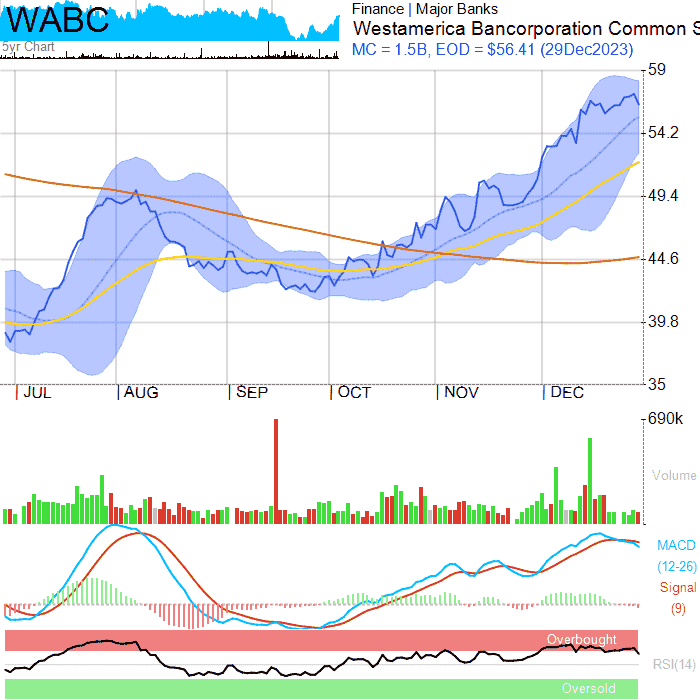 WABC
5yr Chart
Finance | Major Banks
Westamerica Bancorporation Common S
MC = 1.5B, EOD = $56.41 (29Dec2023)
59
54.2
49.4
44.6
39.8
35
|JUL |AUG |SEP |OCT |NOV |DEC
690k
Volume
MACD
(12-26)
Signal
(9)
Overbought
RSI(14)
Oversold